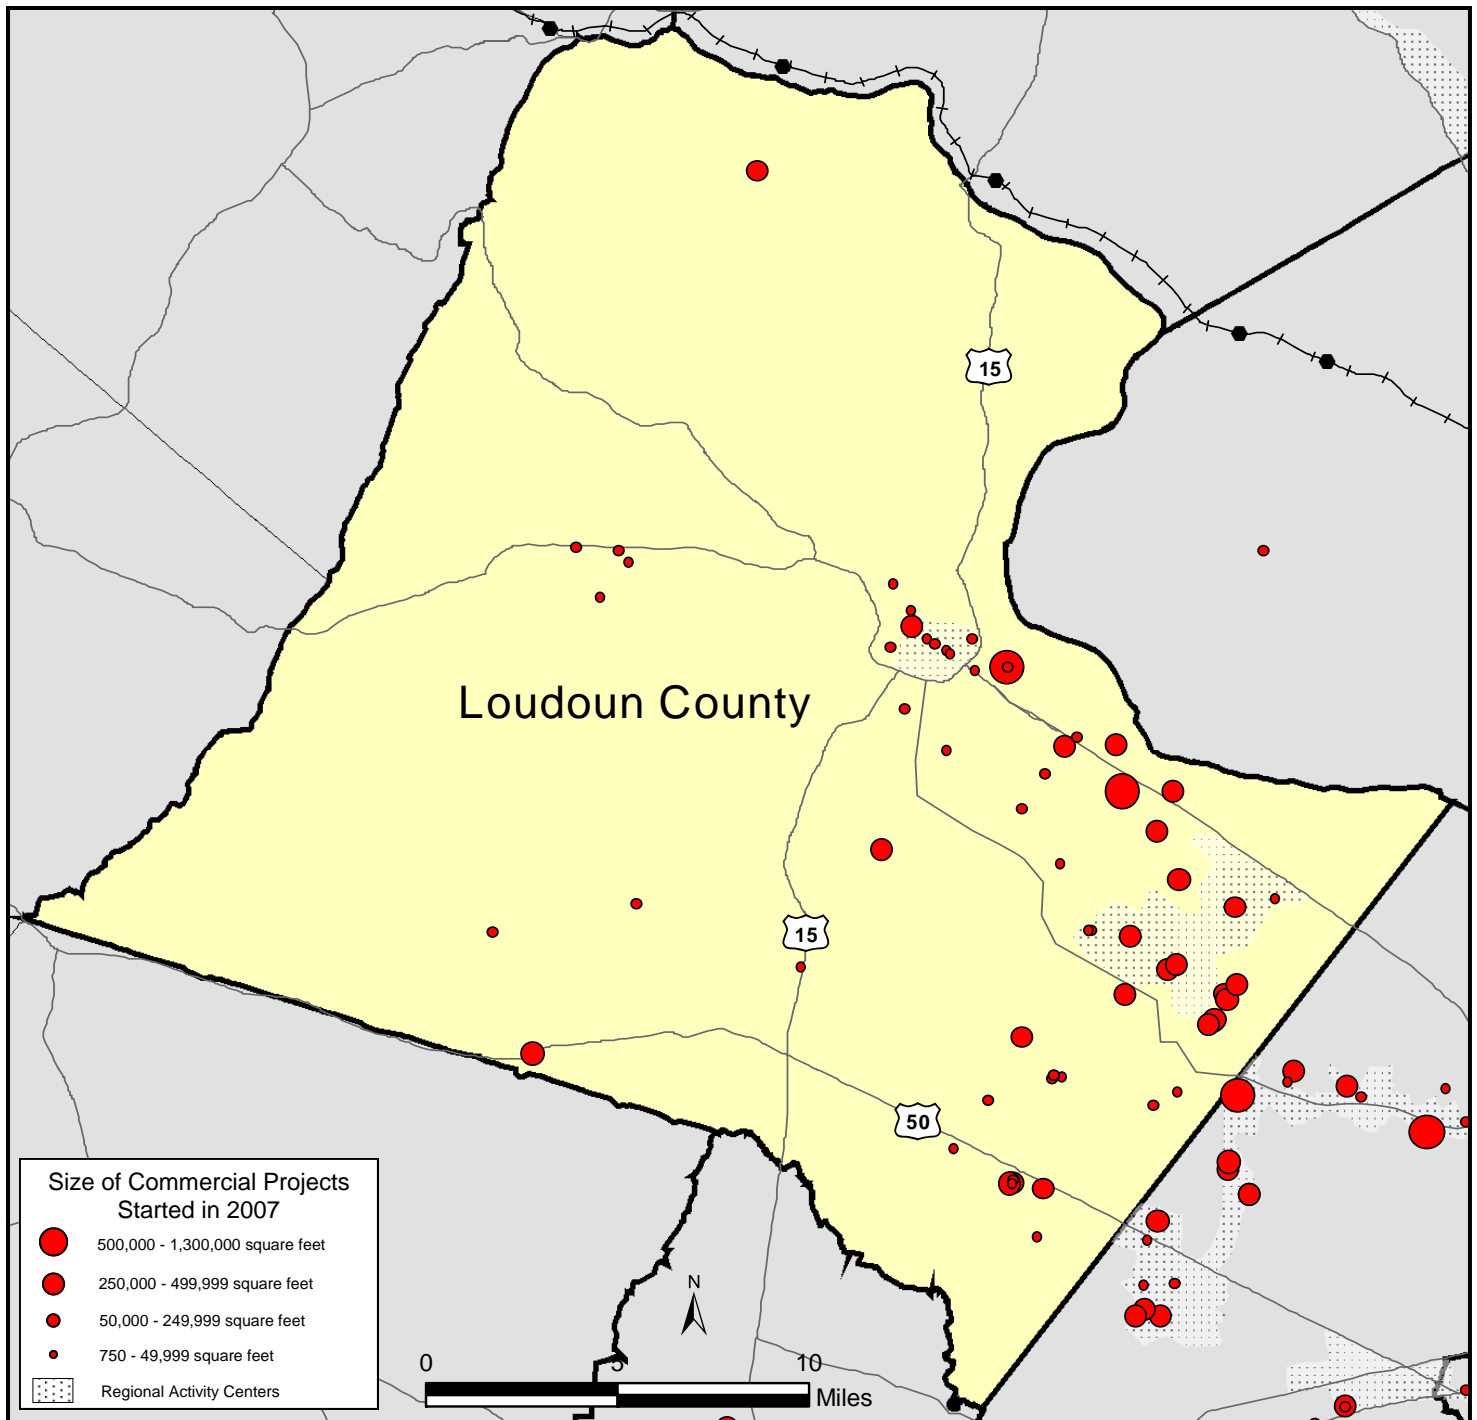 15
Loudoun County
15
50
Size of Commercial Projects
Started in 2007
500,000 - 1,300,000 square feet
250,000 - 499,999 square feet
50,000 - 249,999 square feet
750 - 49,999 square feet
Regional Activity Centers
N
0 5 10
Miles